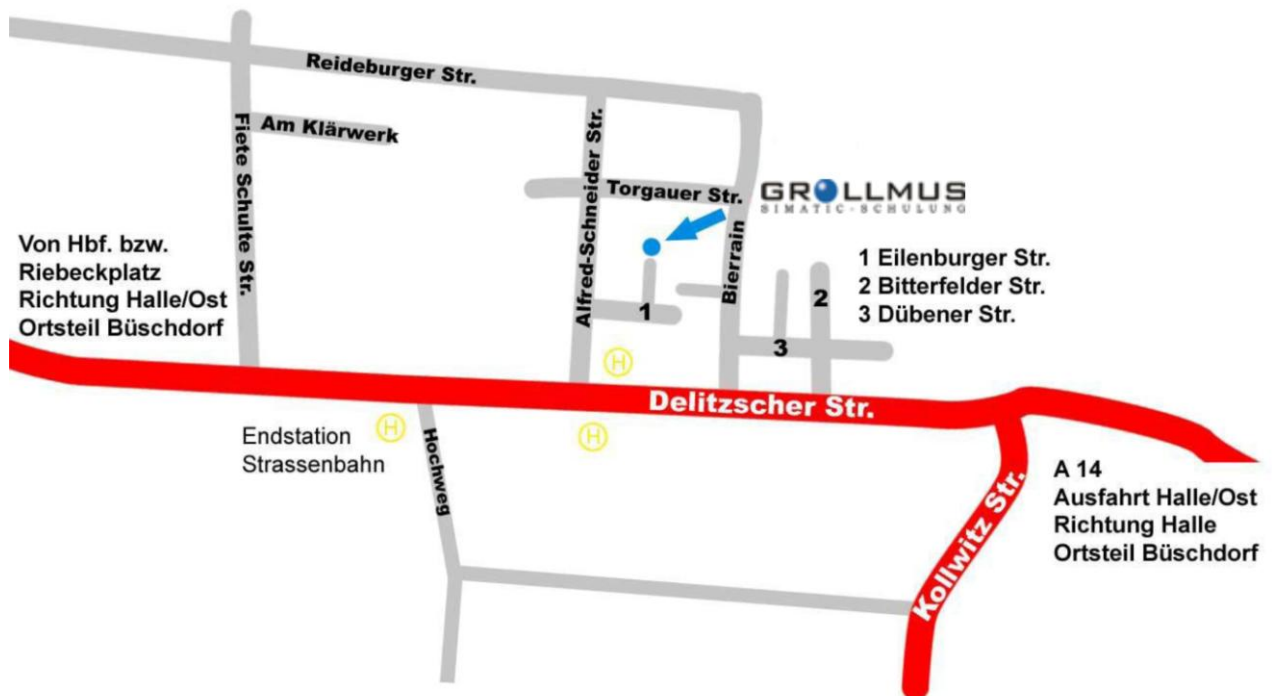 Reideburger Str.
Am Klärwerk
Fiete Schulte Str.
Alfred-Schneider Str.
Torgauer Str.
GROLLMUS
SIMATIC-SCHULUNG
Bierrain
Von Hbf. bzw.
Riebeckplatz
Richtung Halle/Ost
Ortsteil Büschdorf
1 Eilenburger Str.
2 Bitterfelder Str.
3 Dübener Str.
1
2
3
H
Delitzscher Str.
Endstation
Strassenbahn
H
H
Hochweg
Kollwitz Str.
A 14
Ausfahrt Halle/Ost
Richtung Halle
Ortsteil Büschdorf